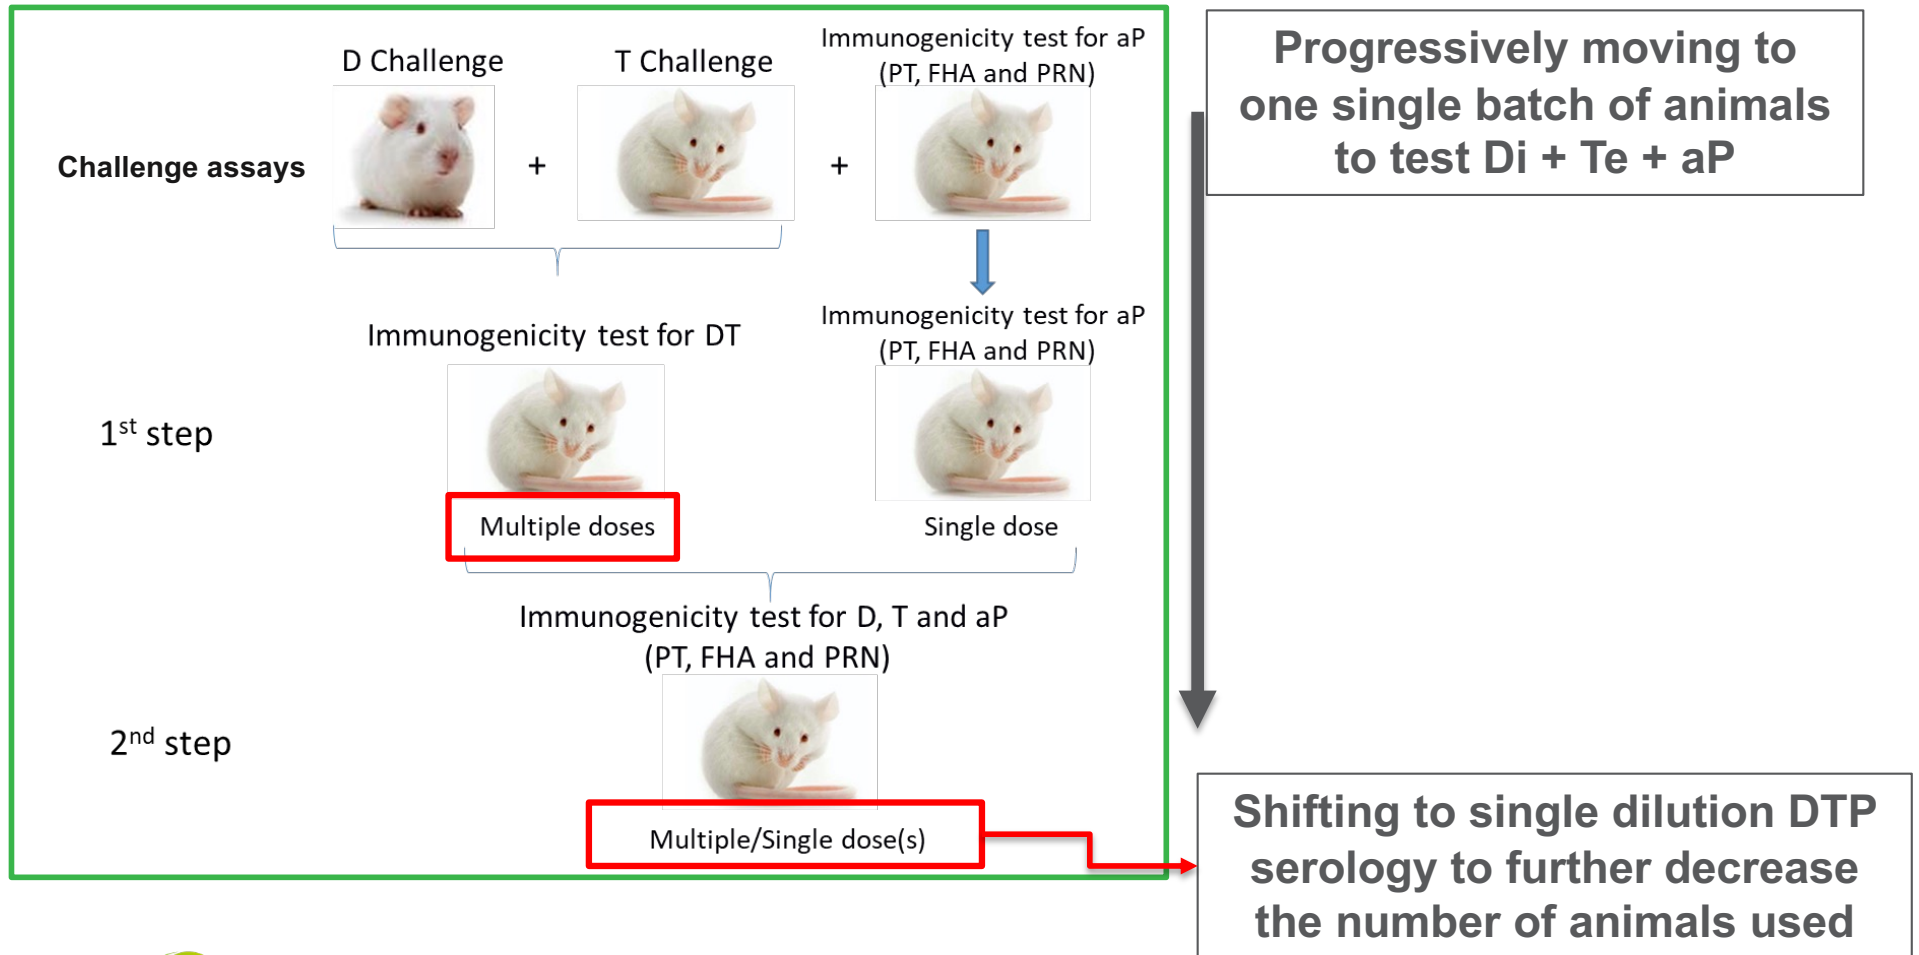 D Challenge
T Challenge
Immunogenicity test for aP
(PT, FHA and PRN)
Challenge assays
+
+
Immunogenicity test for DT
Immunogenicity test for aP
(PT, FHA and PRN)
1st step
Multiple doses
Single dose
Immunogenicity test for D, T and aP
(PT, FHA and PRN)
2nd step
Multiple/Single dose(s)
Progressively moving to
one single batch of animals
to test Di + Te + aP
Shifting to single dilution DTP
serology to further decrease
the number of animals used